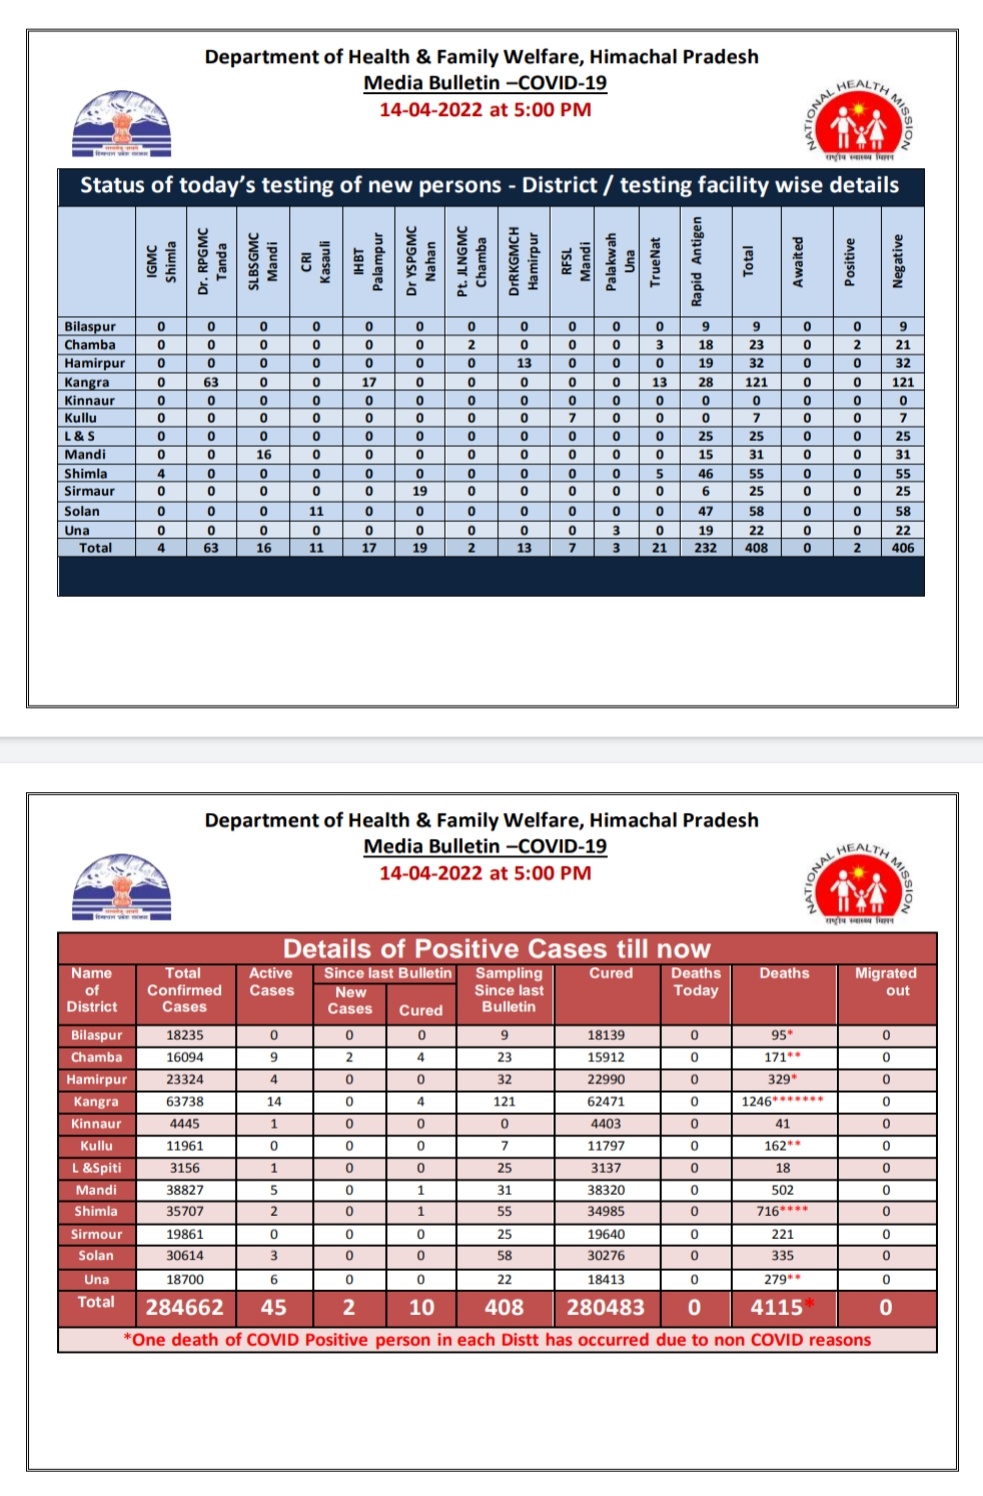 Department of Health & Family Welfare, Himachal Pradesh
Media Bulletin –COVID-19
14-04-2022 at 5:00 PM
NATIONAL HEALTH MISSION
राष्ट्रीय स्वास्थ्य मिशन
Status of today's testing of new persons - District / testing facility wise details
IGMC Shimla Dr. RPGMC Tanda SLBSGMC Mandi CRI Kasauli IHBT Palampur Dr YSPGMC Nahan Pt. JLNGMC Chamba DrRKGMCH Hamirpur RFSL Mandi Palakwah Una TrueNat Rapid Antigen Total Awaited Positive Negative
Bilaspur 0 0 0 0 0 0 0 0 0 0 0 9 9 0 0 9
Chamba 0 0 0 0 0 0 2 0 0 0 3 18 23 0 2 21
Hamirpur 0 0 0 0 0 0 0 13 0 0 0 19 32 0 0 32
Kangra 0 63 0 0 17 0 0 0 0 0 13 28 121 0 0 121
Kinnaur 0 0 0 0 0 0 0 0 0 0 0 0 0 0 0 0
Kullu 0 0 0 0 0 0 0 0 7 0 0 0 7 0 0 7
L & S 0 0 0 0 0 0 0 0 0 0 0 25 25 0 0 25
Mandi 0 0 16 0 0 0 0 0 0 0 0 15 31 0 0 31
Shimla 4 0 0 0 0 0 0 0 0 0 5 46 55 0 0 55
Sirmaur 0 0 0 0 0 19 0 0 0 0 0 6 25 0 0 25
Solan 0 0 0 11 0 0 0 0 0 0 0 47 58 0 0 58
Una 0 0 0 0 0 0 0 0 0 3 0 19 22 0 0 22
Total 4 63 16 11 17 19 2 13 7 3 21 232 408 0 2 406
Department of Health & Family Welfare, Himachal Pradesh
Media Bulletin –COVID-19
14-04-2022 at 5:00 PM
NATIONAL HEALTH MISSION
राष्ट्रीय स्वास्थ्य मिशन
Details of Positive Cases till now
Name Total Active Since last Bulletin Sampling Cured Deaths Deaths Migrated
of Confirmed Cases New Since last Today out
District Cases Cases Cured Bulletin
Bilaspur 18235 0 0 0 9 18139 0 95* 0
Chamba 16094 9 2 4 23 15912 0 171** 0
Hamirpur 23324 4 0 0 32 22990 0 329* 0
Kangra 63738 14 0 4 121 62471 0 1246******* 0
Kinnaur 4445 1 0 0 0 4403 0 41 0
Kullu 11961 0 0 0 7 11797 0 162** 0
L &Spiti 3156 1 0 0 25 3137 0 18 0
Mandi 38827 5 0 1 31 38320 0 502 0
Shimla 35707 2 0 1 55 34985 0 716**** 0
Sirmour 19861 0 0 0 25 19640 0 221 0
Solan 30614 3 0 0 58 30276 0 335 0
Una 18700 6 0 0 22 18413 0 279** 0
Total 284662 45 2 10 408 280483 0 4115* 0
*One death of COVID Positive person in each Distt has occurred due to non COVID reasons